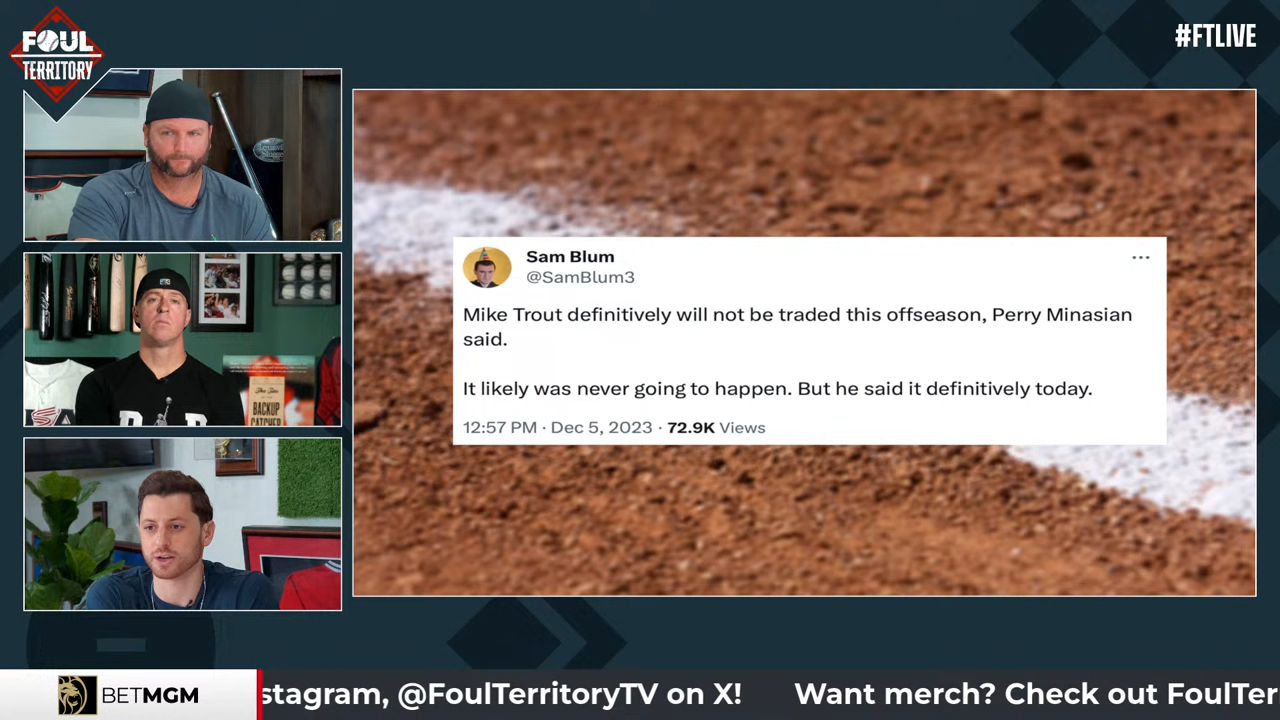 FOUL
TERRITORY
#FTLIVE
Sam Blum
@SamBlum3
Mike Trout definitively will not be traded this offseason, Perry Minasian
said.
It likely was never going to happen. But he said it definitively today.
12:57 PM · Dec 5, 2023 · 72.9K Views
BACKUP
CATCHER
BETMGM
stagram, @FoulTerritoryTV on X! Want merch? Check out FoulTer